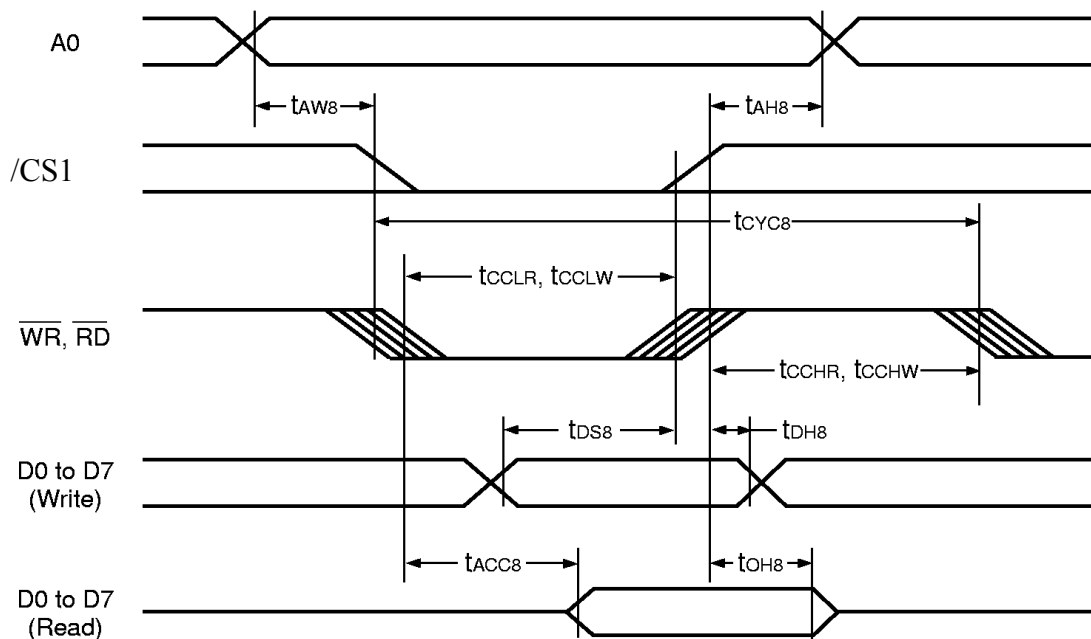 A0
tAW8
tAH8
/CS1
tCYC8
tCCLR, tCCLW
WR, RD
tCCHR, tCCHW
tDS8
tDH8
D0 to D7
(Write)
tACC8
tOH8
D0 to D7
(Read)